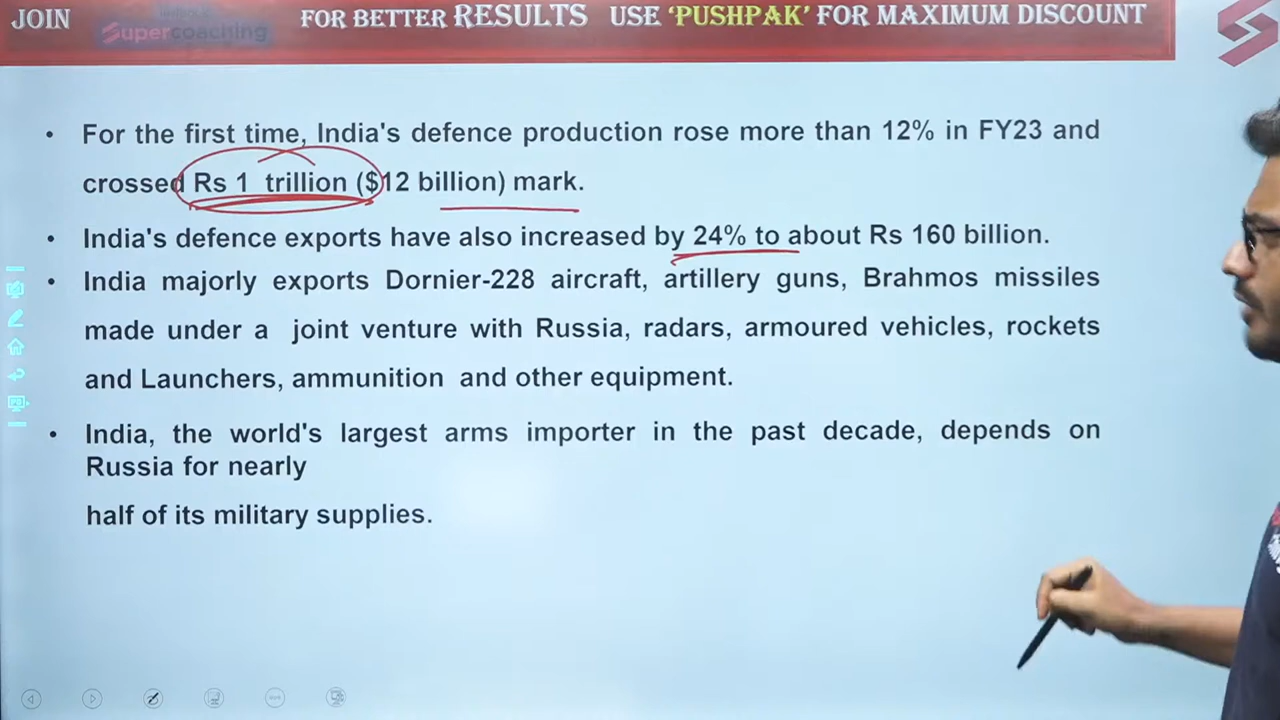 JOIN
Supercoaching
FOR BETTER RESULTS USE ‘PUSHPAK’ FOR MAXIMUM DISCOUNT
• For the first time, India's defence production rose more than 12% in FY23 and
crossed Rs 1 trillion ($12 billion) mark.
• India's defence exports have also increased by 24% to about Rs 160 billion.
• India majorly exports Dornier-228 aircraft, artillery guns, Brahmos missiles
made under a joint venture with Russia, radars, armoured vehicles, rockets
and Launchers, ammunition and other equipment.
• India, the world's largest arms importer in the past decade, depends on
Russia for nearly
half of its military supplies.